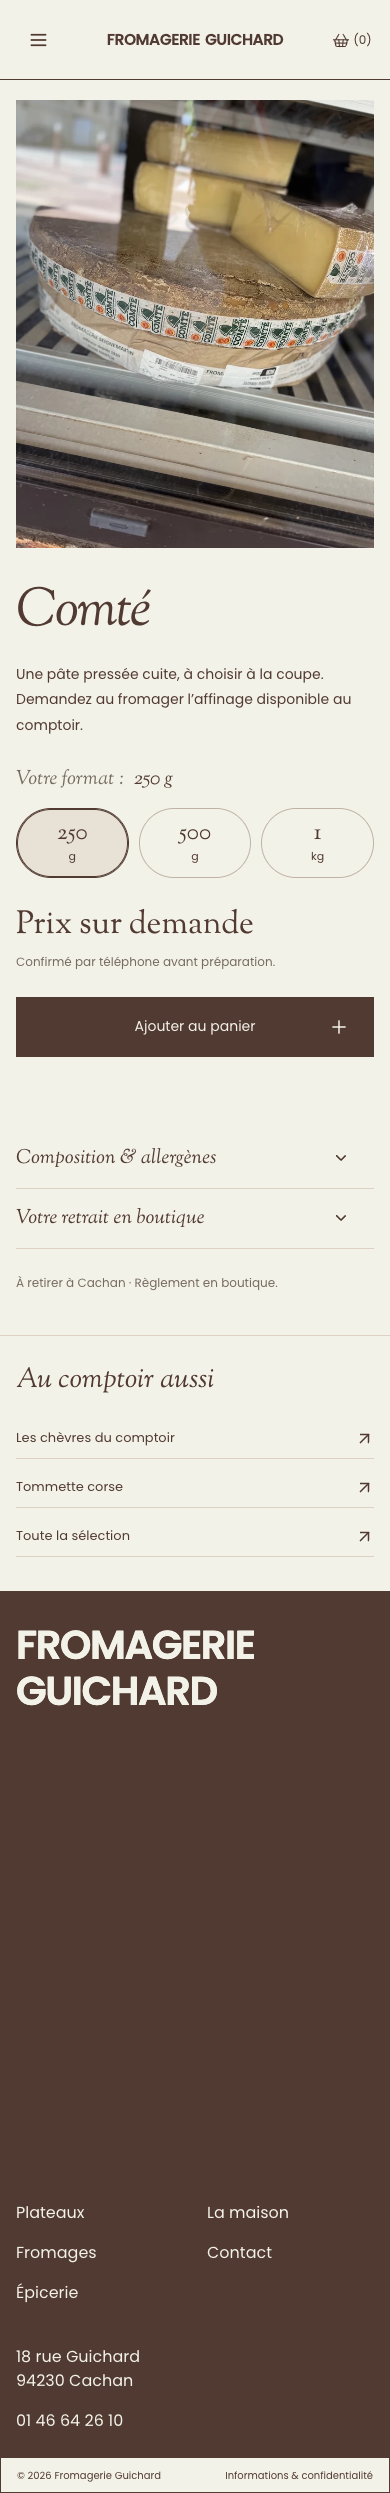 FROMAGERIE GUICHARD
(0)
COMTÉ
Comté
Une pâte pressée cuite, à choisir à la coupe.
Demandez au fromager l’affinage disponible au
comptoir.
Votre format : 250 g
250
g
500
g
1
kg
Prix sur demande
Confirmé par téléphone avant préparation.
Ajouter au panier
Composition & allergènes
Votre retrait en boutique
À retirer à Cachan · Règlement en boutique.
Au comptoir aussi
Les chèvres du comptoir
Tommette corse
Toute la sélection
FROMAGERIE
GUICHARD
Plateaux
La maison
Fromages
Contact
Épicerie
18 rue Guichard
94230 Cachan
01 46 64 26 10
© 2026 Fromagerie Guichard
Informations & confidentialité